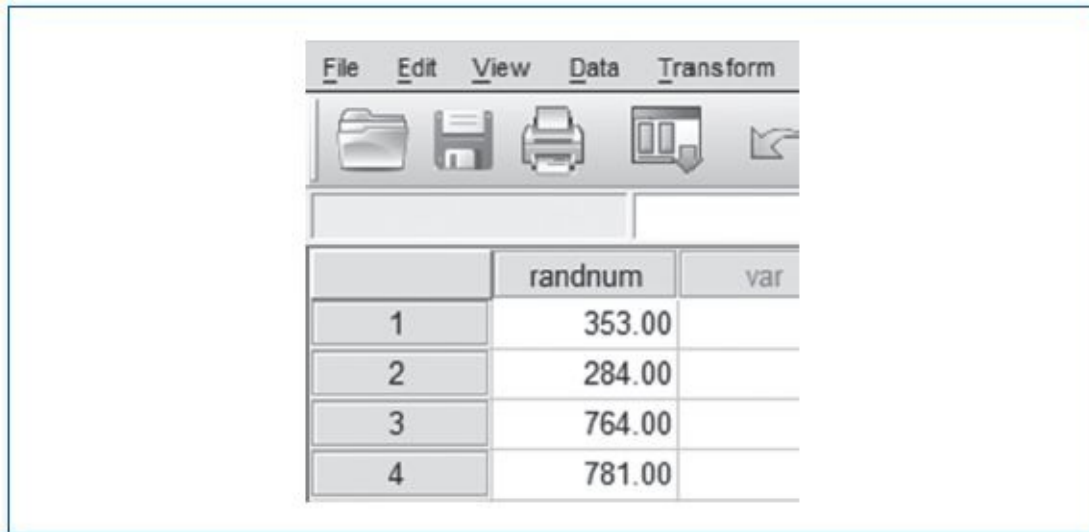 File Edit View Data Transform
randnum var
1 353.00
2 284.00
3 764.00
4 781.00